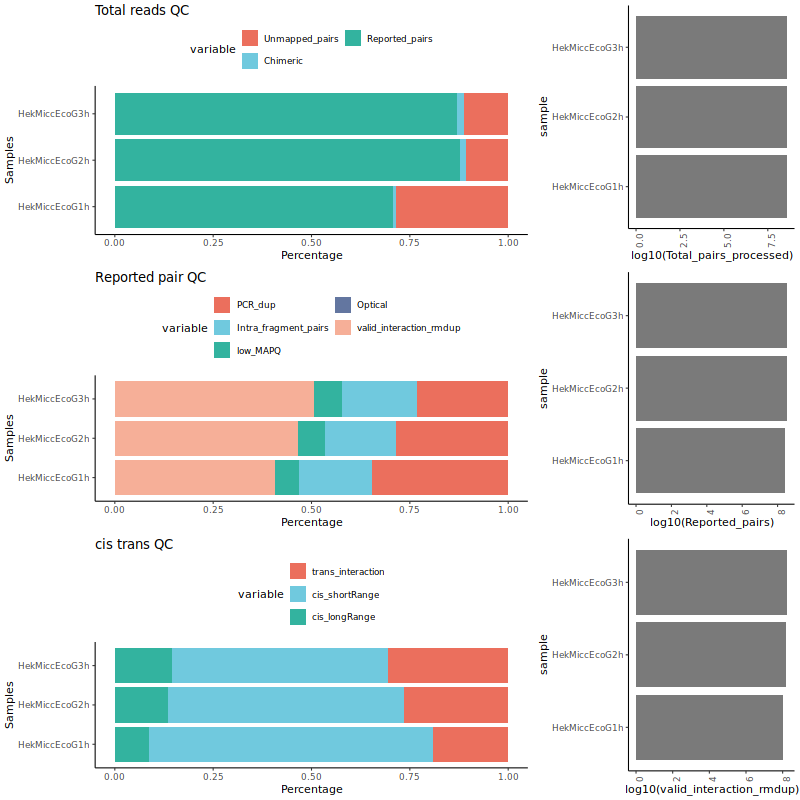 Total reads QC
variable
Unmapped_pairs
Reported_pairs
Chimeric
Samples
HekMiccEcoG3h
HekMiccEcoG2h
HekMiccEcoG1h
0.00 0.25 0.50 0.75 1.00
Percentage
sample
HekMiccEcoG3h
HekMiccEcoG2h
HekMiccEcoG1h
0.0 2.5 5.0 7.5
log10(Total_pairs_processed)
Reported pair QC
variable
PCR_dup
Optical
Intra_fragment_pairs
valid_interaction_rmdup
low_MAPQ
Samples
HekMiccEcoG3h
HekMiccEcoG2h
HekMiccEcoG1h
0.00 0.25 0.50 0.75 1.00
Percentage
sample
HekMiccEcoG3h
HekMiccEcoG2h
HekMiccEcoG1h
0 2 4 6 8
log10(Reported_pairs)
cis trans QC
variable
trans_interaction
cis_shortRange
cis_longRange
Samples
HekMiccEcoG3h
HekMiccEcoG2h
HekMiccEcoG1h
0.00 0.25 0.50 0.75 1.00
Percentage
sample
HekMiccEcoG3h
HekMiccEcoG2h
HekMiccEcoG1h
0 2 4 6 8
log10(valid_interaction_rmdup)